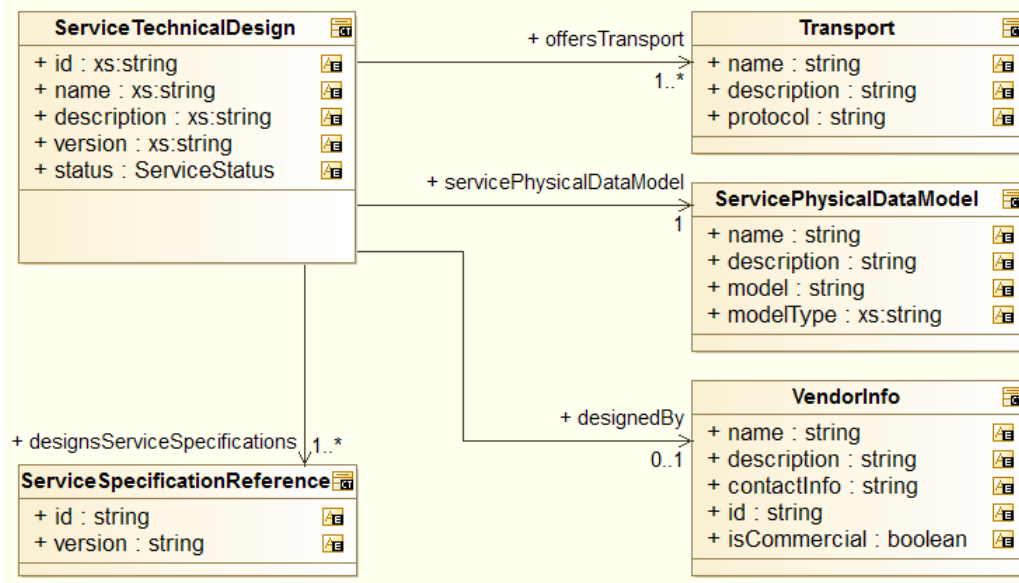 ServiceTechnicalDesign
+ id : xs:string
+ name : xs:string
+ description : xs:string
+ version : xs:string
+ status : ServiceStatus
+ offersTransport
1..*
Transport
+ name : string
+ description : string
+ protocol : string
+ servicePhysicalDataModel
1
ServicePhysicalDataModel
+ name : string
+ description : string
+ model : string
+ modelType : xs:string
+ designedBy
0..1
VendorInfo
+ name : string
+ description : string
+ contactInfo : string
+ id : string
+ isCommercial : boolean
+ designsServiceSpecifications
1..*
ServiceSpecificationReference
+ id : string
+ version : string